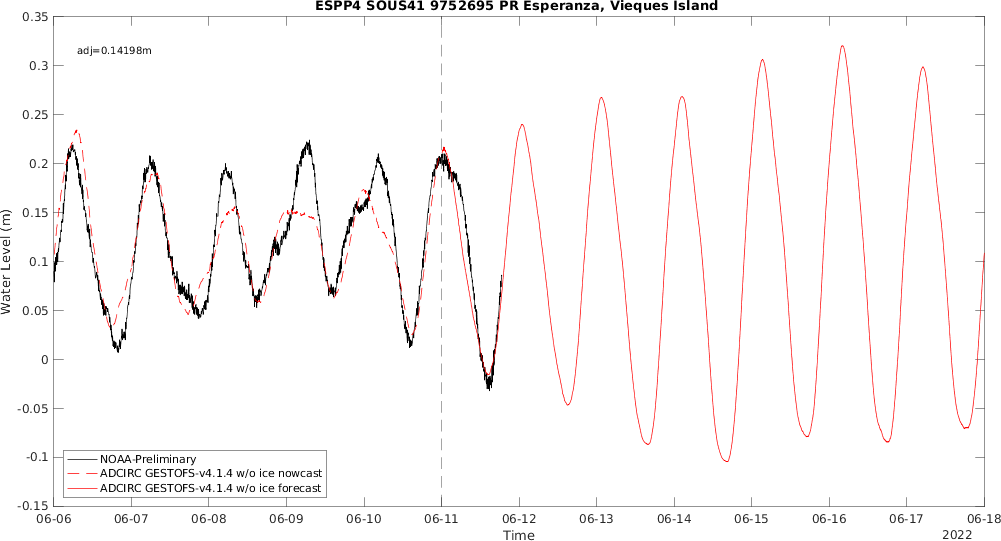 ESPP4 SOUS41 9752695 PR Esperanza, Vieques Island
adj=0.14198m
Water Level (m)
0.35
0.3
0.25
0.2
0.15
0.1
0.05
0
-0.05
-0.1
-0.15
NOAA-Preliminary
ADCIRC GESTOFS-v4.1.4 w/o ice nowcast
ADCIRC GESTOFS-v4.1.4 w/o ice forecast
06-06 06-07 06-08 06-09 06-10 06-11 06-12 06-13 06-14 06-15 06-16 06-17 06-18
Time
2022